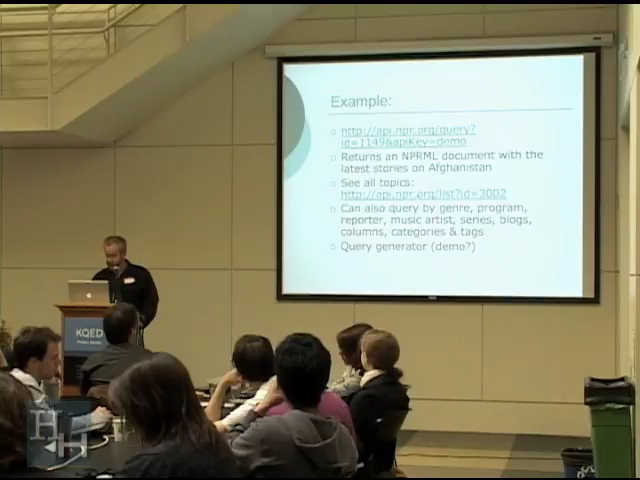 Example:
http://api.npr.org/query?
id=1149&apiKey=demo
Returns an NPRML document with the
latest stories on Afghanistan
See all topics:
http://api.npr.org/list?id=3002
Can also query by genre, program,
reporter, music artist, series, blogs,
columns, categories & tags
Query generator (demo?)
KQED
Public Media
H H